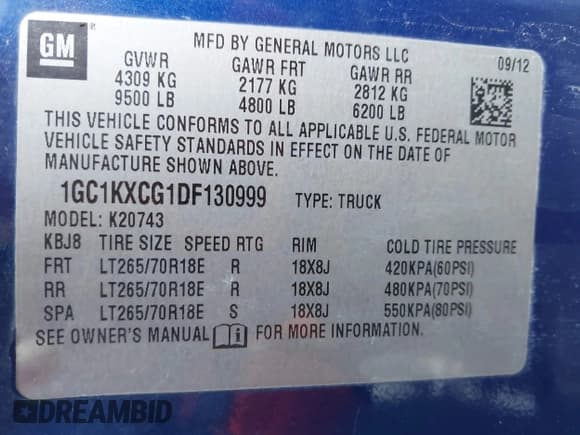 GM
MFD BY GENERAL MOTORS LLC
09/12
GVWR GAWR FRT GAWR RR
4309 KG 2177 KG 2812 KG
9500 LB 4800 LB 6200 LB
THIS VEHICLE CONFORMS TO ALL APPLICABLE U.S. FEDERAL MOTOR
VEHICLE SAFETY STANDARDS IN EFFECT ON THE DATE OF
MANUFACTURE SHOWN ABOVE.
1GC1KXCG1DF130999 TYPE: TRUCK
MODEL: K20743
KBJ8 TIRE SIZE SPEED RTG RIM COLD TIRE PRESSURE
FRT LT265/70R18E R 18X8J 420KPA(60PSI)
RR LT265/70R18E R 18X8J 480KPA(70PSI)
SPA LT265/70R18E S 18X8J 550KPA(80PSI)
SEE OWNER'S MANUAL FOR MORE INFORMATION.
DREAMBID